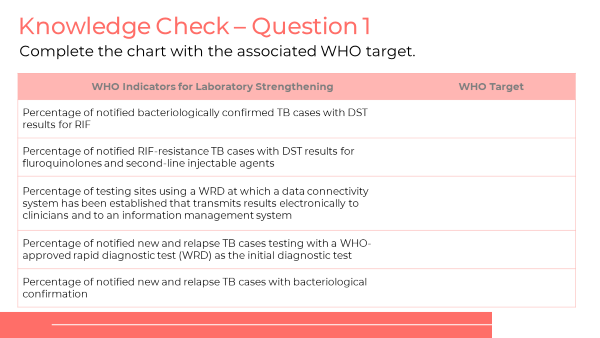 Knowledge Check – Question 1
Complete the chart with the associated WHO target.
WHO Indicators for Laboratory Strengthening
WHO Target
Percentage of notified bacteriologically confirmed TB cases with DST
results for RIF
Percentage of notified RIF-resistance TB cases with DST results for
fluroquinolones and second-line injectable agents
Percentage of testing sites using a WRD at which a data connectivity
system has been established that transmits results electronically to
clinicians and to an information management system
Percentage of notified new and relapse TB cases testing with a WHO-
approved rapid diagnostic test (WRD) as the initial diagnostic test
Percentage of notified new and relapse TB cases with bacteriological
confirmation